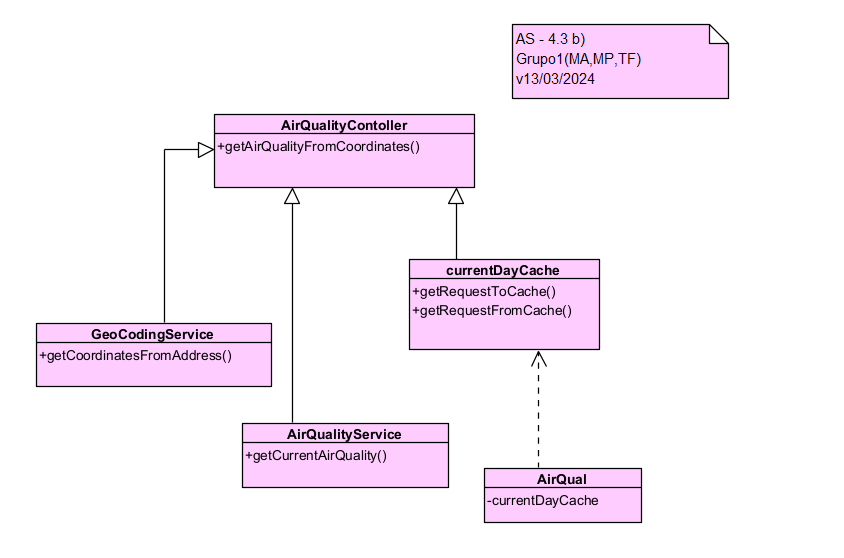 AS - 4.3 b)
Grupo1(MA,MP,TF)
v13/03/2024
AirQualityContoller
+getAirQualityFromCoordinates()
currentDayCache
+getRequestToCache()
+getRequestFromCache()
GeoCodingService
+getCoordinatesFromAddress()
AirQualityService
+getCurrentAirQuality()
AirQual
-currentDayCache